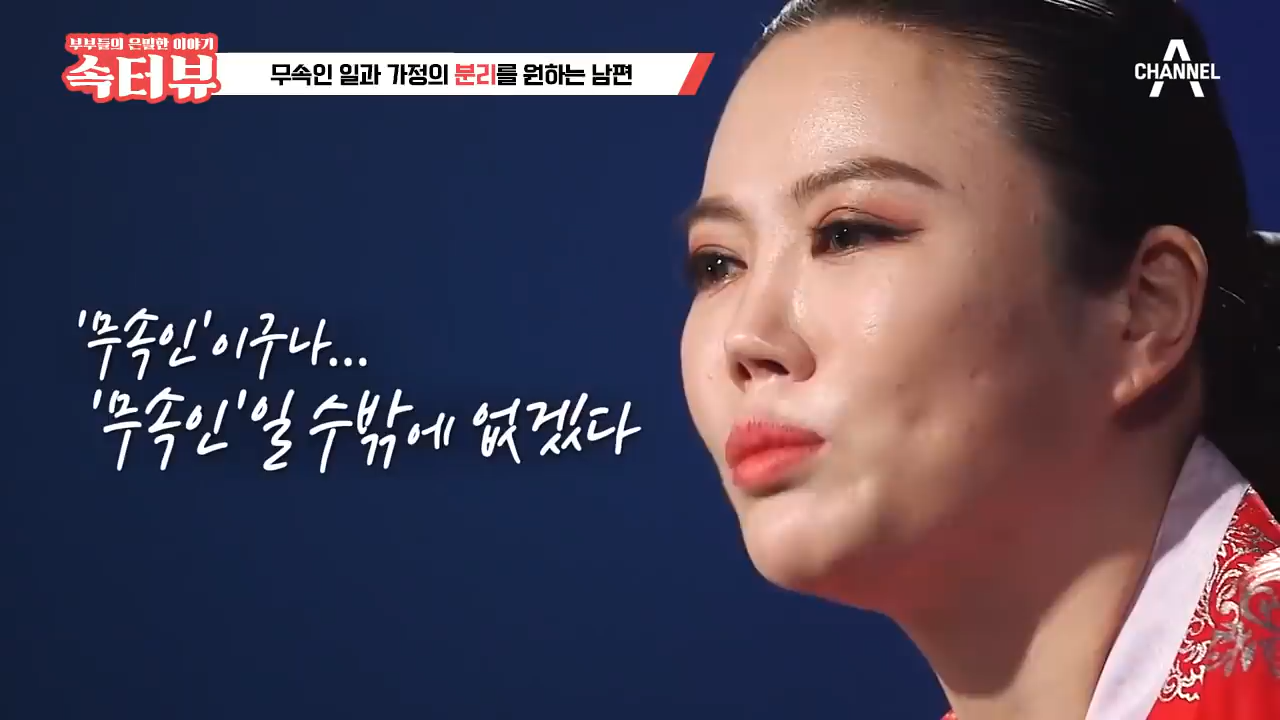 부부들의 은밀한 이야기
속터뷰
무속인 일과 가정의 분리를 원하는 남편
CHANNEL A
'무속인'이구나...
'무속인'일 수밖에 없겠다